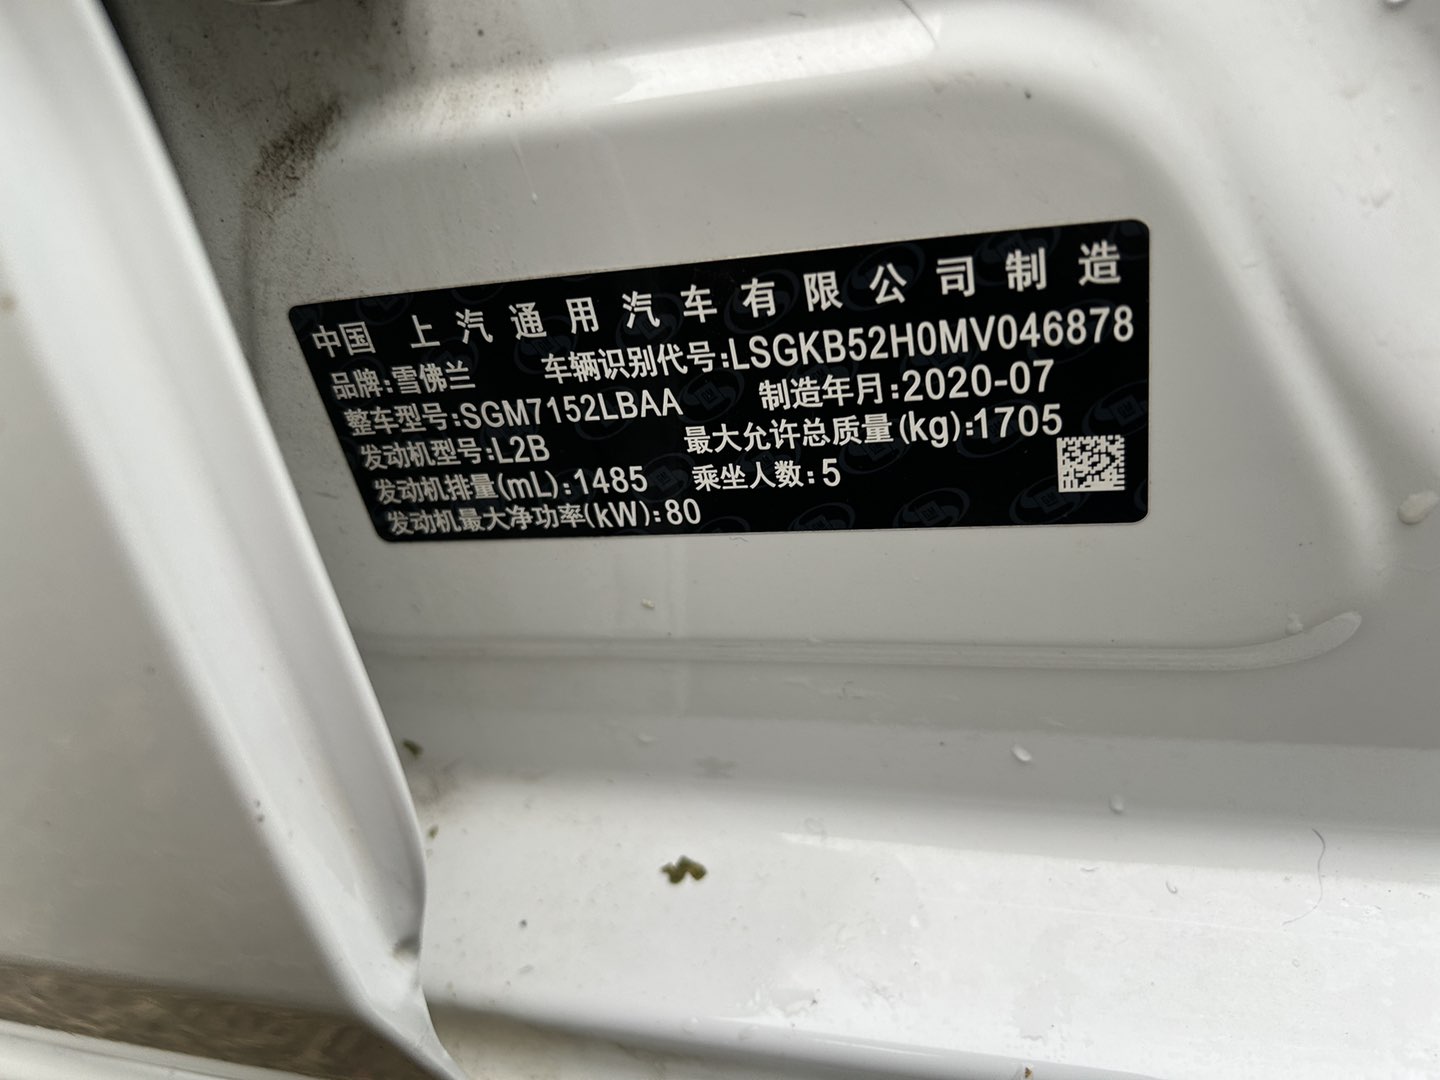 中国 上汽通用汽车有限公司制造
品牌:雪佛兰 车辆识别代号:LSGKB52H0MV046878
整车型号:SGM7152LBAA 制造年月:2020-07
发动机型号:L2B 最大允许总质量(kg):1705
发动机排量(mL):1485 乘坐人数:5
发动机最大净功率(kW):80